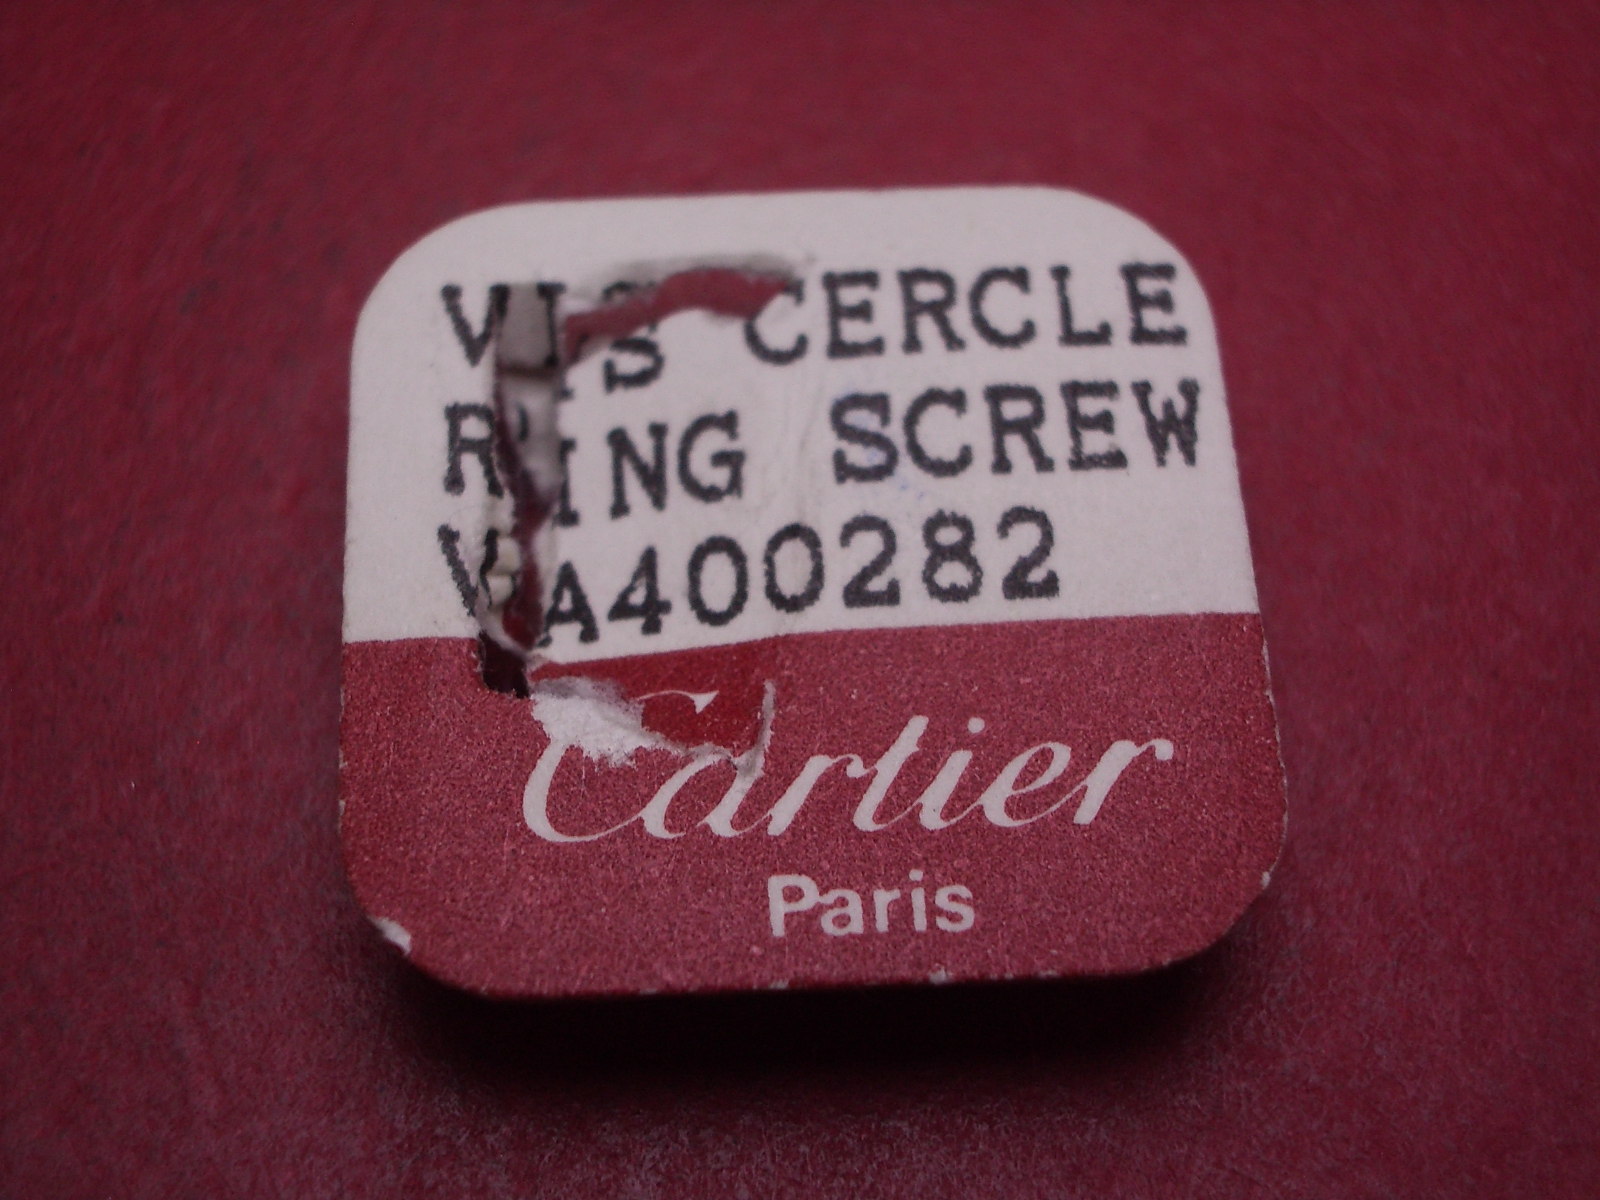 VIS CERCLE
RING SCREW
VA400282
Cartier
Paris